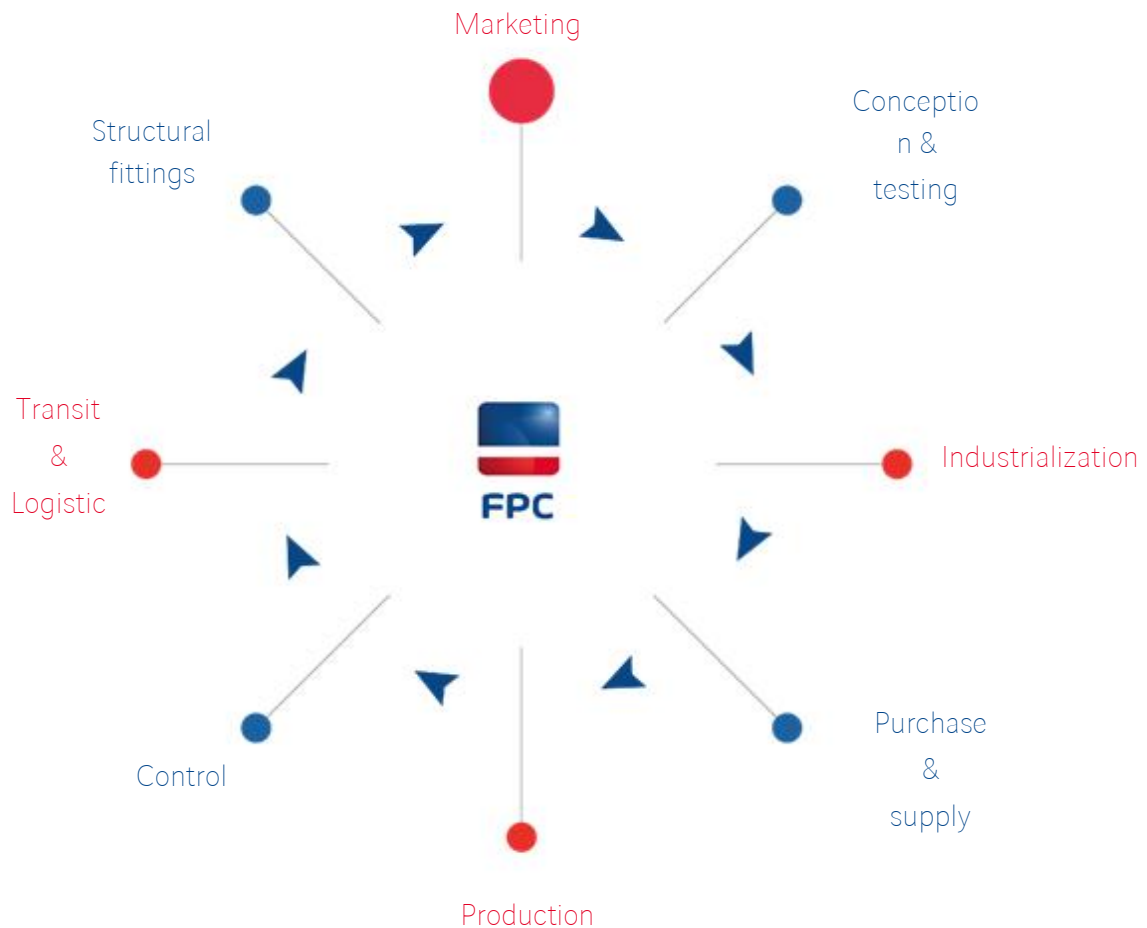 Marketing
Conceptio
n &
testing
Industrialization
Purchase
&
supply
Production
Control
Transit
&
Logistic
Structural
fittings
FPC